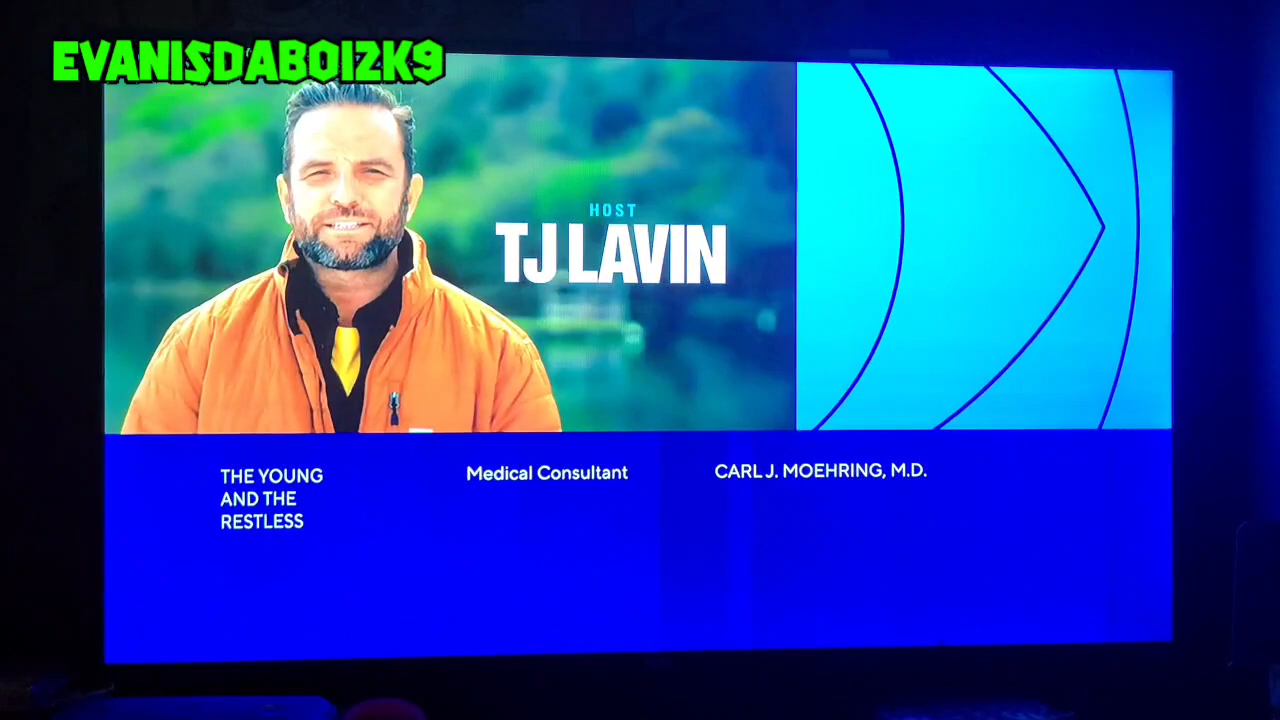 EVANISDABOI2K9
HOST
TJ LAVIN
THE YOUNG
AND THE
RESTLESS
Medical Consultant
CARL J. MOEHRING, M.D.